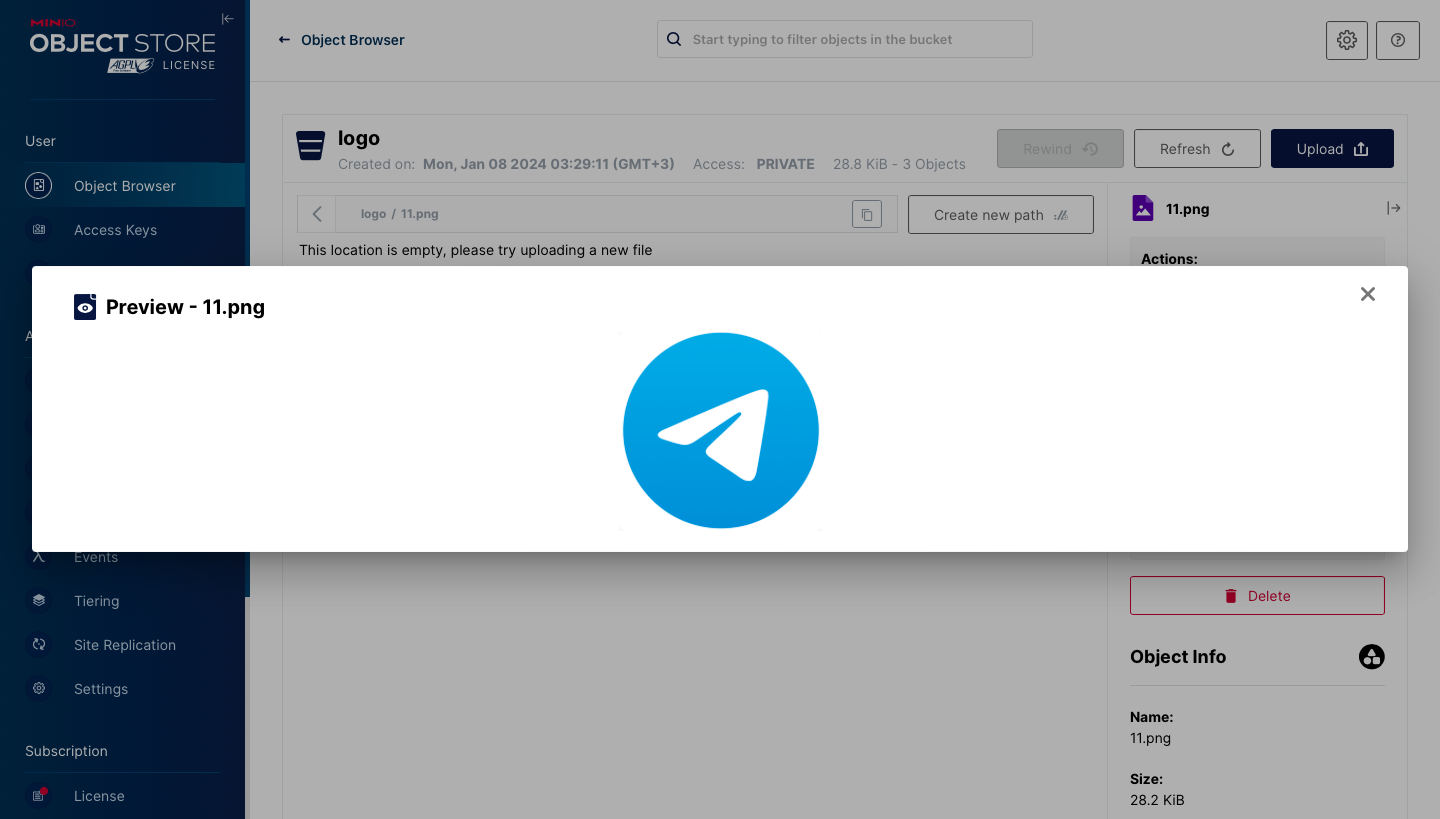 MINIO
OBJECT STORE
AGPL LICENSE
User
Object Browser
Access Keys
A
Events
Tiering
Site Replication
Settings
Subscription
License
Object Browser
Start typing to filter objects in the bucket
logo
Created on: Mon, Jan 08 2024 03:29:11 (GMT+3) Access: PRIVATE 28.8 KiB - 3 Objects
Rewind
Refresh
Upload
logo / 11.png
Create new path
This location is empty, please try uploading a new file
11.png
Actions:
Preview - 11.png
Delete
Object Info
Name:
11.png
Size:
28.2 KiB